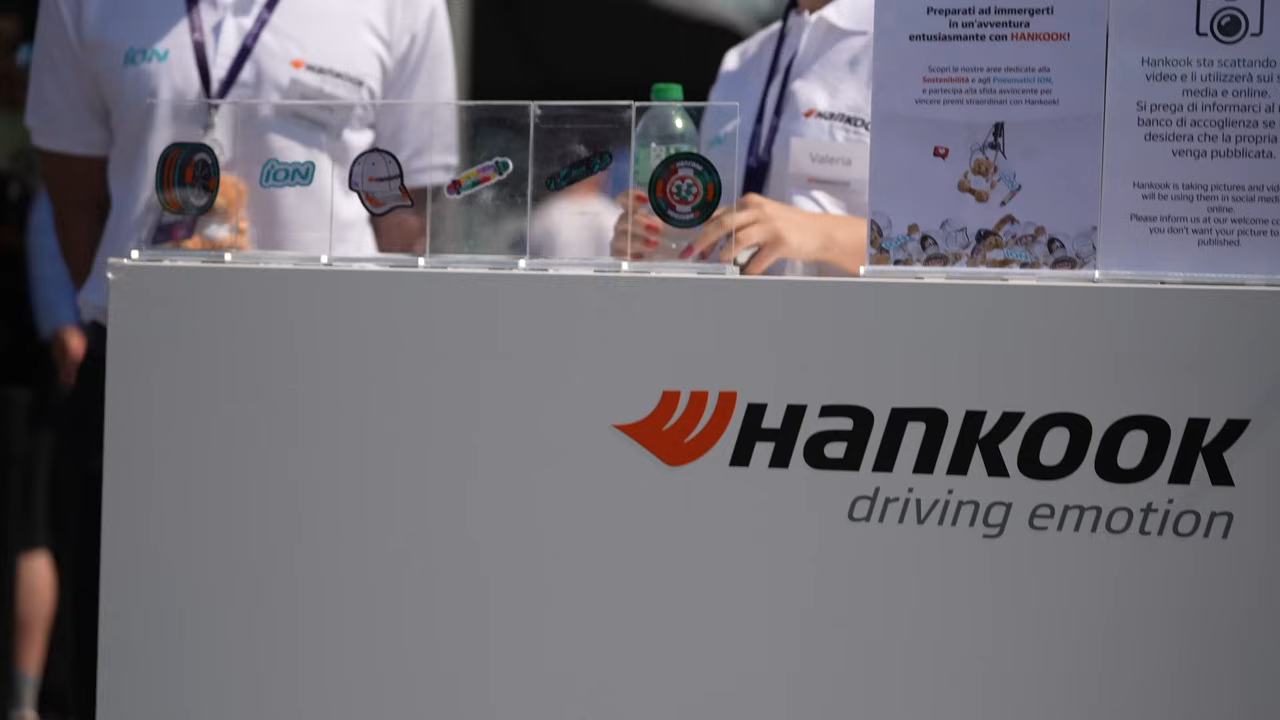 iON
HANKOOK
HANKOOK
Valeria
iON
Preparati ad immergerti
in un'avventura
entusiasmante con HANKOOK!
Scopri le nostre aree dedicate alla
Sostenibilità e agli Pneumatici iON,
e partecipa alla sfida avvincente per
vincere premi straordinari con Hankook!
Hankook sta scattando
video e li utilizzerà sui
media e online.
Si prega di informarci al
banco di accoglienza se
desidera che la propria
venga pubblicata.
Hankook is taking pictures and
will be using them in social
online.
Please inform us at our welcome
you don't want your picture to
published.
HANKOOK
driving emotion